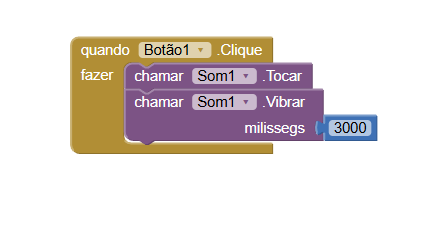 quando Botão1 .Clique
fazer chamar Som1 .Tocar
chamar Som1 .Vibrar
milissegs 3000